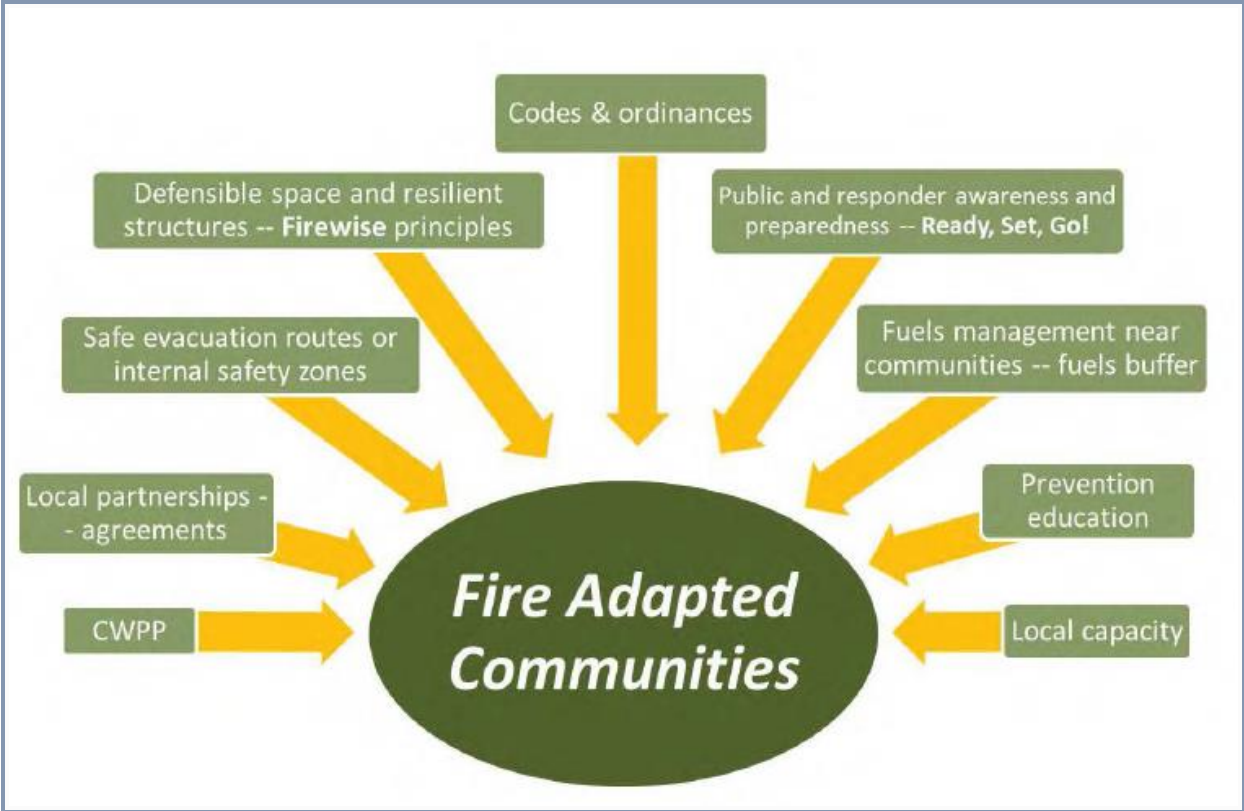 Codes & ordinances
Defensible space and resilient
structures -- Firewise principles
Public and responder awareness and
preparedness -- Ready, Set, Go!
Safe evacuation routes or
internal safety zones
Fuels management near
communities -- fuels buffer
Local partnerships -
- agreements
Prevention
education
CWPP
Local capacity
Fire Adapted
Communities